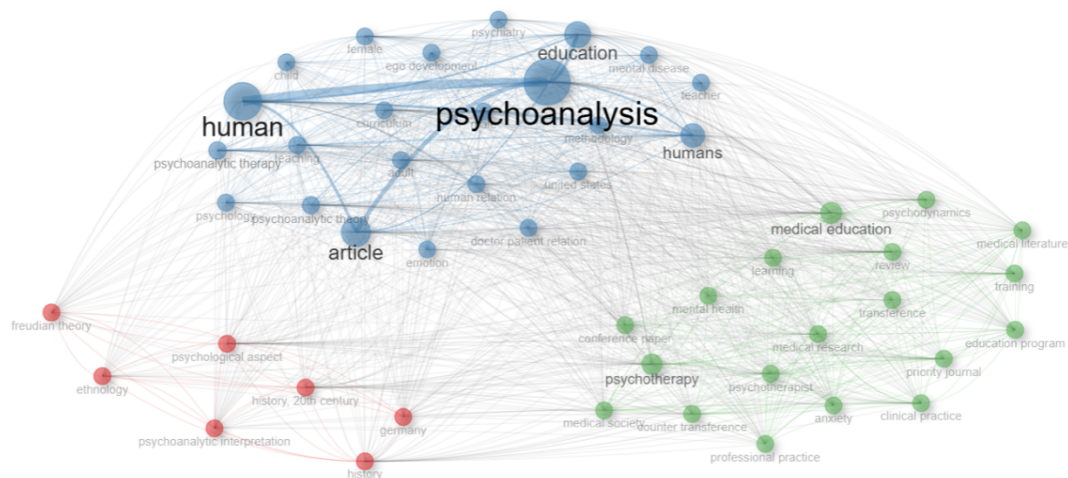 psychiatry
female
education
ego development
mental disease
child
teacher
psychoanalysis
human
curriculum
methodology
humans
psychoanalytic therapy
teaching
adult
united states
human relation
psychology
psychoanalytic theory
doctor patient relation
article
emotion
psychodynamics
medical education
medical literature
learning
review
training
mental health
transference
freudian theory
conference paper
education program
psychological aspect
medical research
priority journal
psychotherapy
ethnology
psychotherapist
history, 20th century
germany
medical society
counter transference
anxiety
clinical practice
psychoanalytic interpretation
professional practice
history